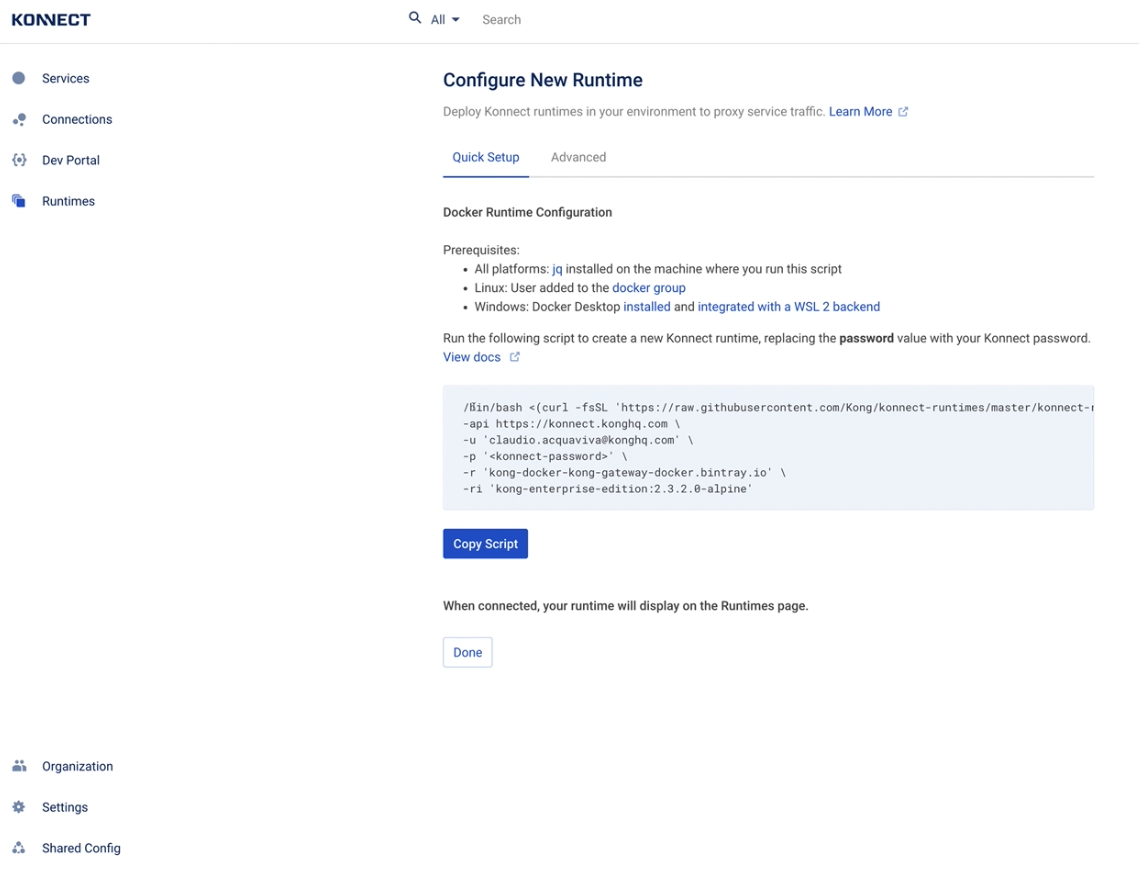 KONNECT
All
Search
Services
Connections
Dev Portal
Runtimes
Configure New Runtime
Deploy Konnect runtimes in your environment to proxy service traffic. Learn More
Quick Setup
Advanced
Docker Runtime Configuration
Prerequisites:
• All platforms: jq installed on the machine where you run this script
• Linux: User added to the docker group
• Windows: Docker Desktop installed and integrated with a WSL 2 backend
Run the following script to create a new Konnect runtime, replacing the password value with your Konnect password.
View docs
/bin/bash <(curl -fsSL 'https://raw.githubusercontent.com/Kong/konnect-runtimes/master/konnect-r
-api https://konnect.konghq.com \
-u 'claudio.acquaviva@konghq.com' \
-p '<konnect-password>' \
-r 'kong-docker-kong-gateway-docker.bintray.io' \
-ri 'kong-enterprise-edition:2.3.2.0-alpine'
Copy Script
When connected, your runtime will display on the Runtimes page.
Done
Organization
Settings
Shared Config